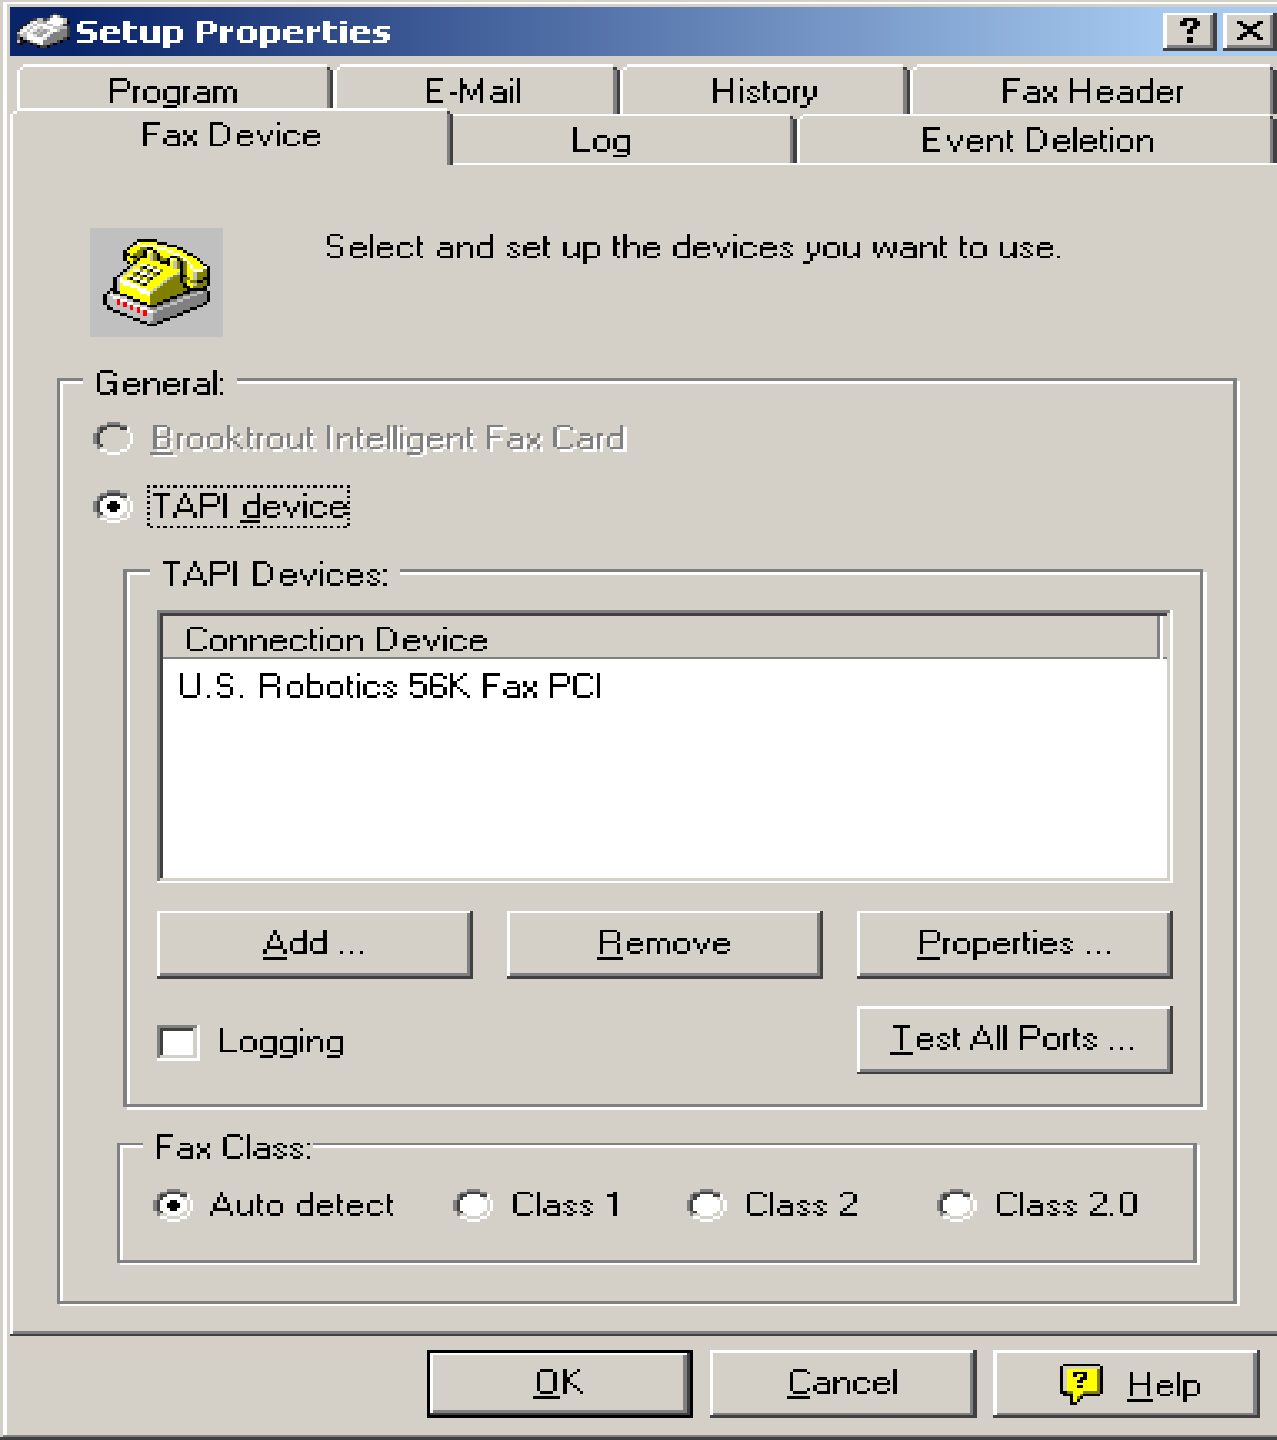 Setup Properties
Program E-Mail History Fax Header
Fax Device Log Event Deletion
Select and set up the devices you want to use.
General:
Brooktrout Intelligent Fax Card
TAPI device
TAPI Devices:
Connection Device
U.S. Robotics 56K Fax PCI
Add ... Remove Properties ...
Logging Test All Ports ...
Fax Class:
Auto detect Class 1 Class 2 Class 2.0
OK Cancel Help